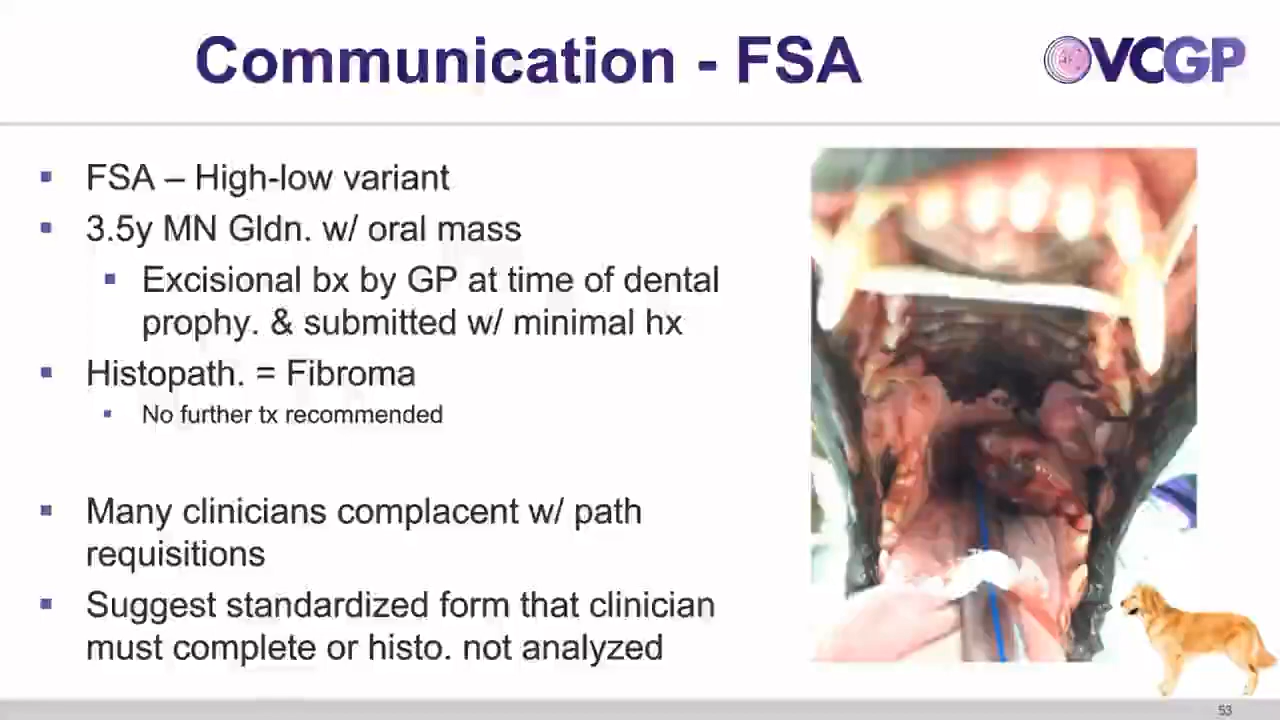 Communication - FSA
OVCGP
FSA – High-low variant
3.5y MN Gldn. w/ oral mass
Excisional bx by GP at time of dental
prophy. & submitted w/ minimal hx
Histopath. = Fibroma
No further tx recommended
Many clinicians complacent w/ path
requisitions
Suggest standardized form that clinician
must complete or histo. not analyzed
53